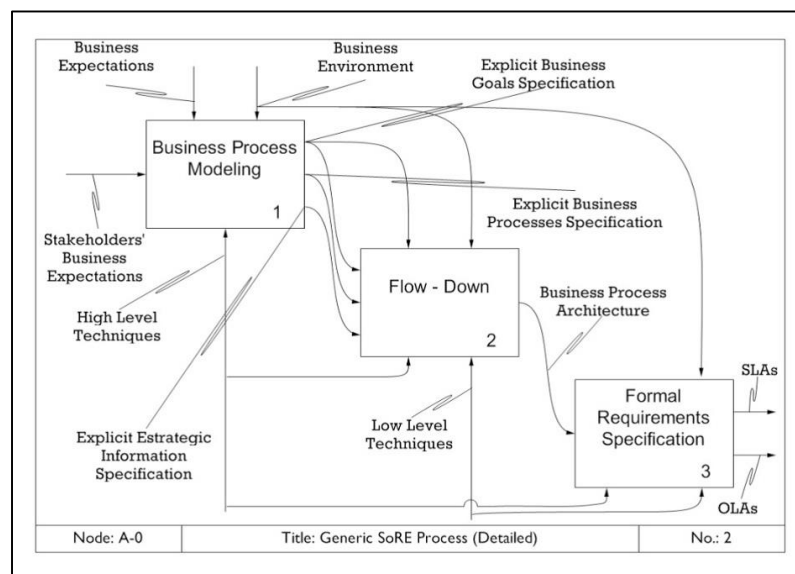 Business
Expectations
Business
Environment
Explicit Business
Goals Specification
Business Process
Modeling
1
Explicit Business
Processes Specification
Stakeholders'
Business
Expectations
High Level
Techniques
Flow - Down
2
Business Process
Architecture
Low Level
Techniques
Explicit Estrategic
Information
Specification
Formal
Requirements
Specification
3
SLAs
OLAs
Node: A-0
Title: Generic SoRE Process (Detailed)
No.: 2